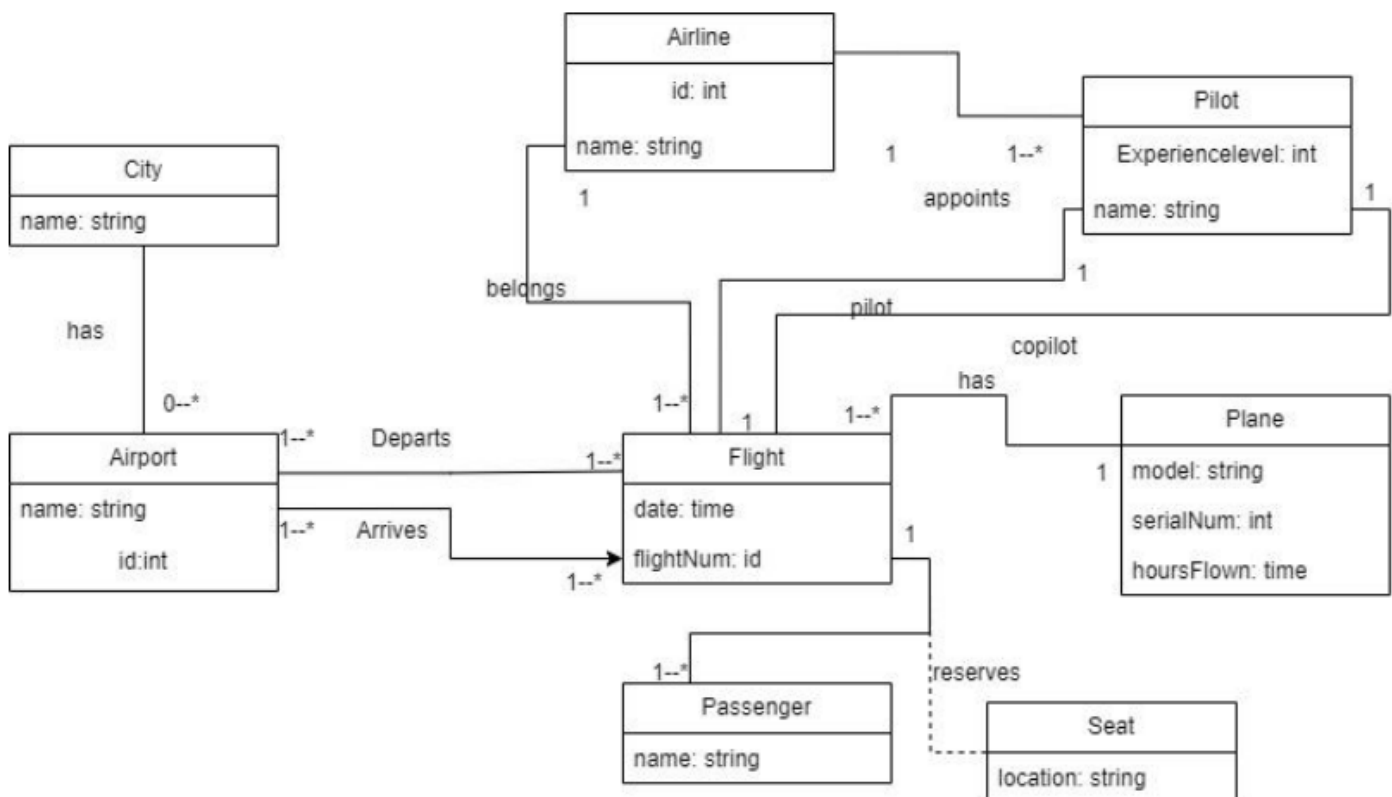 Airline
id: int
name: string
1
Pilot
Experiencelevel: int
name: string
1
1--*
appoints
1
1
City
name: string
has
0--*
belongs
pilot
copilot
has
1--*
1
1--*
1
Airport
name: string
id:int
1--*
Departs
1--*
1--*
Arrives
1--*
Flight
date: time
flightNum: id
1
Plane
model: string
serialNum: int
hoursFlown: time
1--*
reserves
Passenger
name: string
Seat
location: string